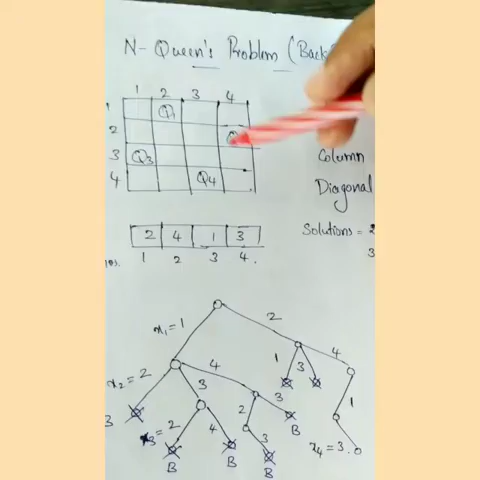 N- Queen's Problem (Back
1 2 3 4
1 Q1
2 Q
3 Q3
4 Q4
Column
Diagonal
2 4 1 3
1 2 3 4.
Solutions = 2
3
x1=1 2
x2=2 3 4 1 3 4
3 2 3 1
x3=2 4 3 x4=3.
B B B B